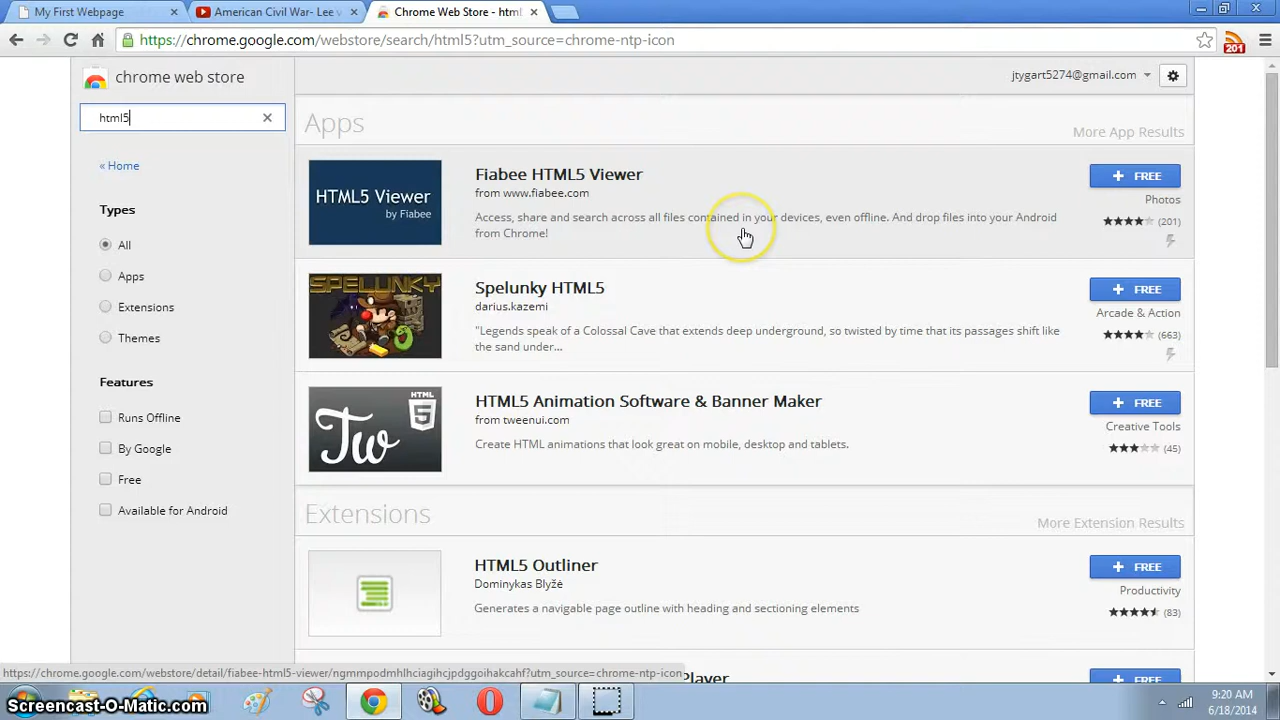 My First Webpage
American Civil War- Lee v
Chrome Web Store - html
https://chrome.google.com/webstore/search/html5?utm_source=chrome-ntp-icon
201
chrome web store
jtygart5274@gmail.com
html5
Apps
More App Results
« Home
HTML5 Viewer
by Fiabee
Fiabee HTML5 Viewer
from www.fiabee.com
Access, share and search across all files contained in your devices, even offline. And drop files into your Android
from Chrome!
+ FREE
Photos
(201)
Types
All
Apps
Extensions
Themes
SPELUNKY
Spelunky HTML5
darius.kazemi
"Legends speak of a Colossal Cave that extends deep underground, so twisted by time that its passages shift like
the sand under...
+ FREE
Arcade & Action
(663)
Features
Runs Offline
By Google
Free
Available for Android
HTML
5
Tw
HTML5 Animation Software & Banner Maker
from tweenui.com
Create HTML animations that look great on mobile, desktop and tablets.
+ FREE
Creative Tools
(45)
Extensions
More Extension Results
HTML5 Outliner
Dominykas Blyžė
Generates a navigable page outline with heading and sectioning elements
+ FREE
Productivity
(83)
https://chrome.google.com/webstore/detail/fiabee-html5-viewer/ngmmpodmhlhciagihcjpdggoihakcahf?utm_source=chrome-ntp-icon
Player
+ FREE
Screencast-O-Matic.com
9:20 AM
6/18/2014